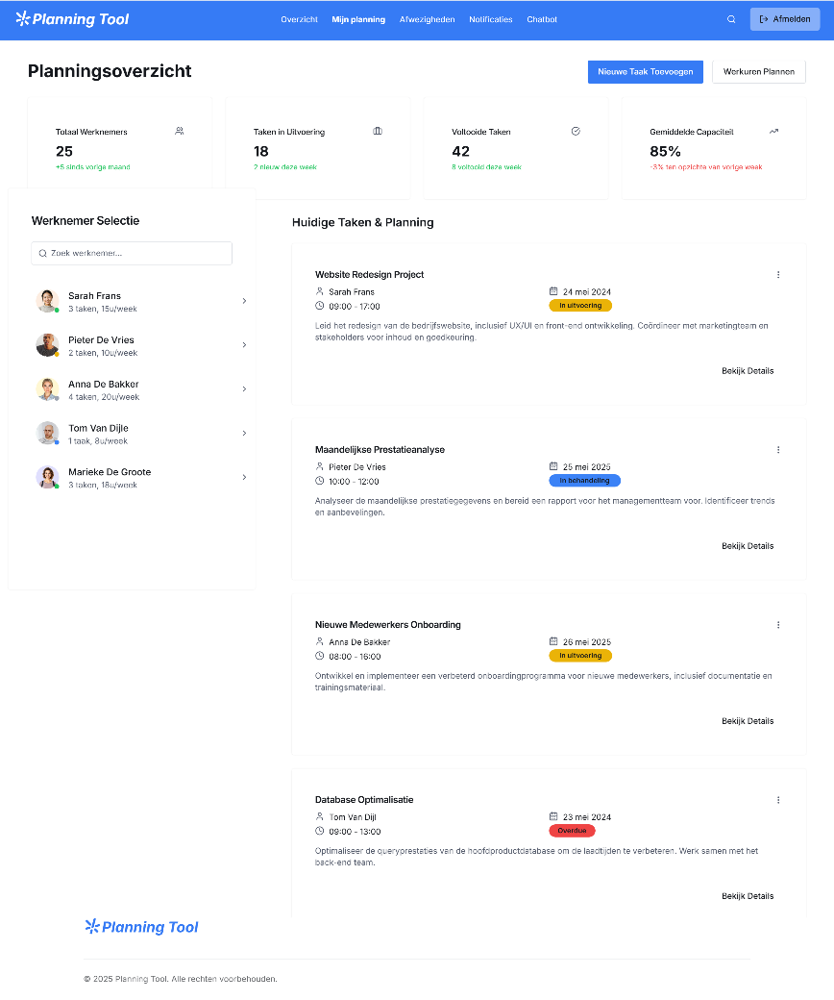 Planning Tool
Overzicht Mijn planning Afwezigheden Notificaties Chatbot
Afmelden
Planningsoverzicht
Nieuwe Taak Toevoegen
Werkuren Plannen
Totaal Werknemers
25
+5 sinds vorige maand
Taken in Uitvoering
18
2 nieuw deze week
Voltooide Taken
42
8 voltooid deze week
Gemiddelde Capaciteit
85%
-3% ten opzichte van vorige week
Werknemer Selectie
Zoek werknemer...
Sarah Frans
3 taken, 15u/week
Pieter De Vries
2 taken, 10u/week
Anna De Bakker
4 taken, 20u/week
Tom Van Dijle
1 taak, 8u/week
Marieke De Groote
3 taken, 18u/week
Huidige Taken & Planning
Website Redesign Project
Sarah Frans
24 mei 2024
09:00 - 17:00
In uitvoering
Leid het redesign van de bedrijfswebsite, inclusief UX/UI en front-end ontwikkeling. Coördineer met marketingteam en
stakeholders voor inhoud en goedkeuring.
Bekijk Details
Maandelijkse Prestatieanalyse
Pieter De Vries
25 mei 2025
10:00 - 12:00
In behandeling
Analyseer de maandelijkse prestatiegegevens en bereid een rapport voor het managementteam voor. Identificeer trends
en aanbevelingen.
Bekijk Details
Nieuwe Medewerkers Onboarding
Anna De Bakker
26 mei 2025
08:00 - 16:00
In uitvoering
Ontwikkel en implementeer een verbeterd onboardingprogramma voor nieuwe medewerkers, inclusief documentatie en
trainingsmateriaal.
Bekijk Details
Database Optimalisatie
Tom Van Dijl
23 mei 2024
09:00 - 13:00
Overdue
Optimaliseer de queryprestaties van de hoofdproductdatabase om de laadtijden te verbeteren. Werk samen met het
back-end team.
Bekijk Details
Planning Tool
© 2025 Planning Tool. Alle rechten voorbehouden.